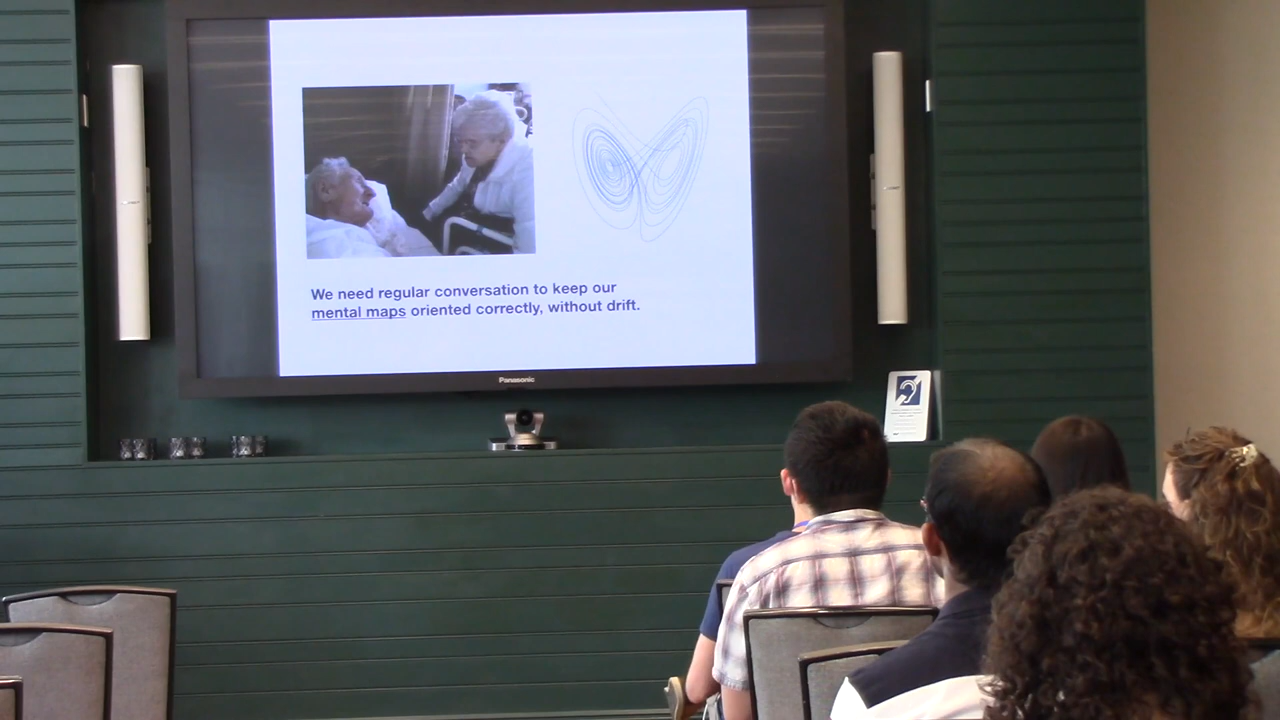 We need regular conversation to keep our
mental maps oriented correctly, without drift.
Panasonic